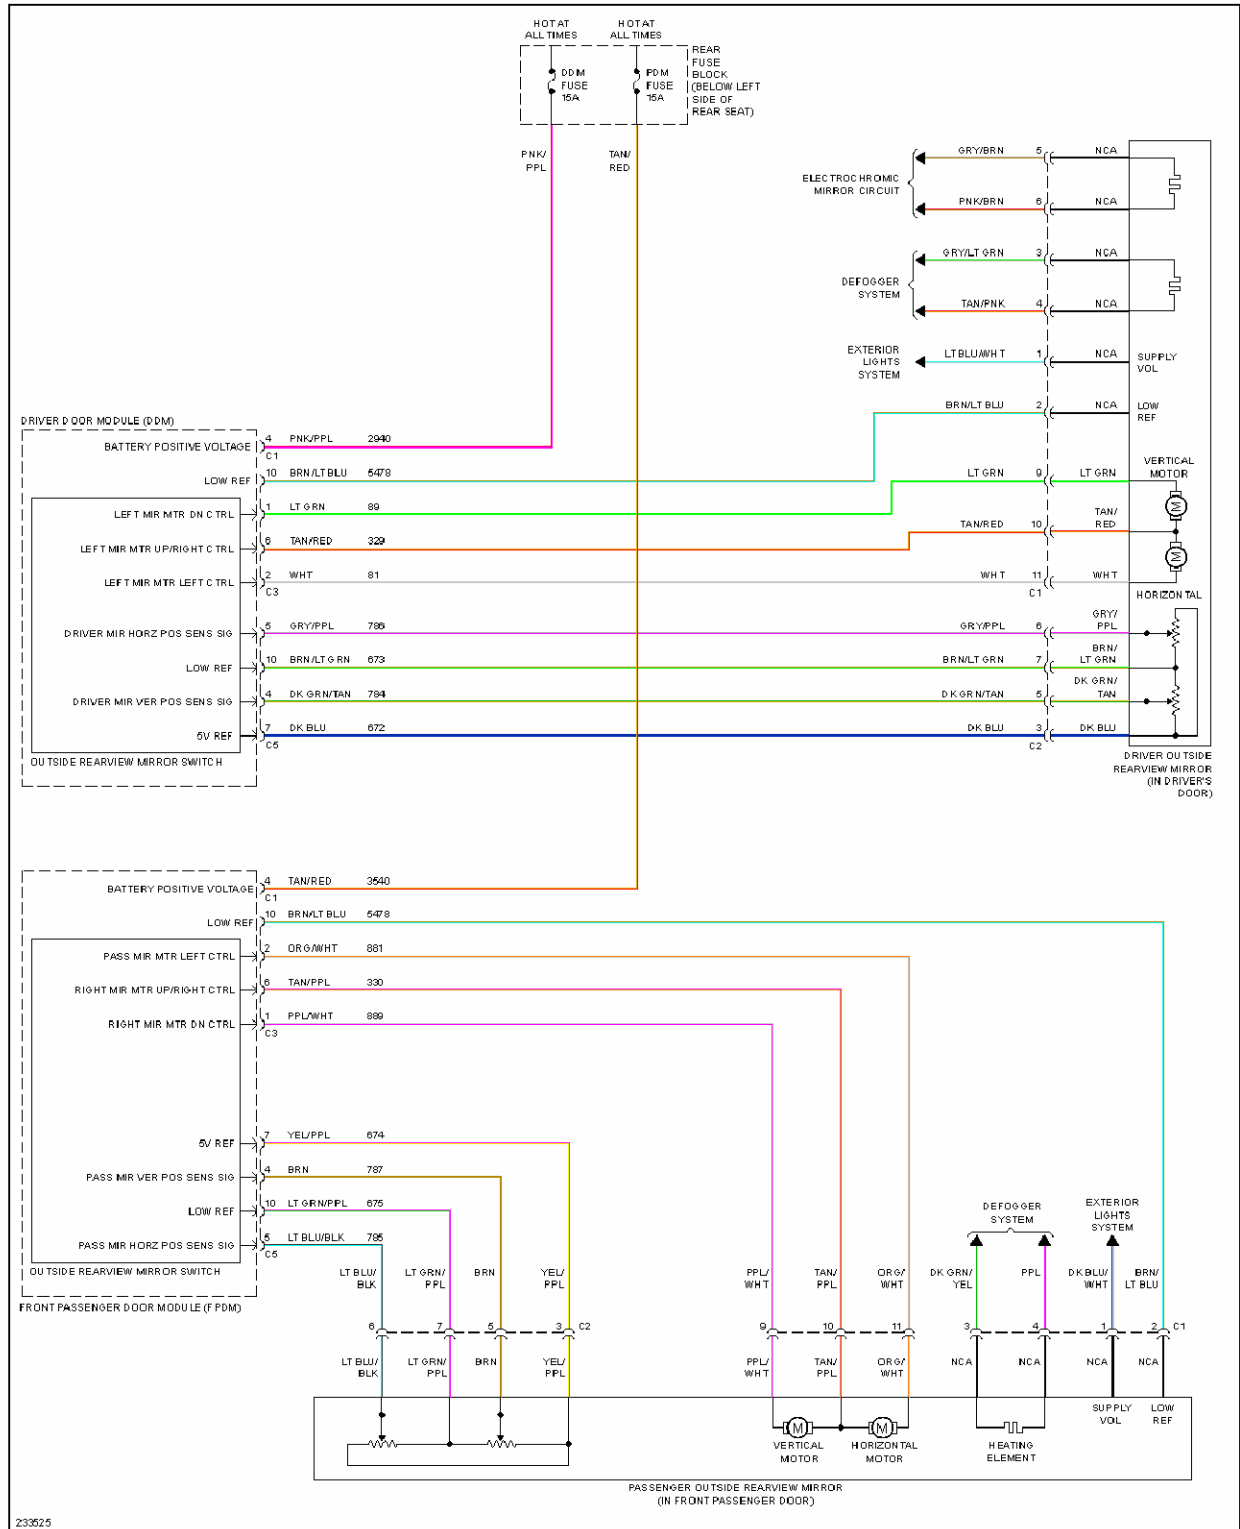 HOT AT
ALL TIMES
HOT AT
ALL TIMES
DDM
FUSE
15A
PDM
FUSE
15A
REAR
FUSE
BLOCK
(BELOW LEFT
SIDE OF
REAR SEAT)
PNK/
PPL
TAN/
RED
ELECTROCHROMIC
MIRROR CIRCUIT
GRY/BRN 5 NCA
PNK/BRN 6 NCA
DEFOGGER
SYSTEM
GRY/LT GRN 3 NCA
TAN/PNK 4 NCA
EXTERIOR
LIGHTS
SYSTEM
LT BLU/WHT 1 NCA
SUPPLY
VOL
BRN/LT BLU 2 NCA
LOW
REF
DRIVER DOOR MODULE (DDM)
BATTERY POSITIVE VOLTAGE 4 PNK/PPL 2940
C1
LOW REF 10 BRN/LT BLU 5478
LT GRN 9 LT GRN
VERTICAL
MOTOR
M
LEFT MIR MTR DN CTRL 1 LT GRN 89
TAN/RED 10 TAN/
RED
LEFT MIR MTR UP/RIGHT CTRL 6 TAN/RED 329
M
LEFT MIR MTR LEFT CTRL 2 WHT 81
C3
WHT 11 WHT
C1
HORIZONTAL
DRIVER MIR HORZ POS SENS SIG 5 GRY/PPL 786
GRY/PPL 6 GRY/
PPL
LOW REF 10 BRN/LT GRN 673
BRN/LT GRN 7 BRN/
LT GRN
DRIVER MIR VER POS SENS SIG 4 DK GRN/TAN 784
DK GRN/TAN 5 DK GRN/
TAN
5V REF 7 DK BLU 672
C5
DK BLU 3 DK BLU
C2
OUTSIDE REARVIEW MIRROR SWITCH
DRIVER OUTSIDE
REARVIEW MIRROR
(IN DRIVER'S
DOOR)
BATTERY POSITIVE VOLTAGE 4 TAN/RED 3540
C1
LOW REF 10 BRN/LT BLU 5478
PASS MIR MTR LEFT CTRL 2 ORG/WHT 881
RIGHT MIR MTR UP/RIGHT CTRL 6 TAN/PPL 330
RIGHT MIR MTR DN CTRL 1 PPL/WHT 889
C3
5V REF 7 YEL/PPL 674
PASS MIR VER POS SENS SIG 4 BRN 787
LOW REF 10 LT GRN/PPL 675
PASS MIR HORZ POS SENS SIG 5 LT BLU/BLK 785
C5
OUTSIDE REARVIEW MIRROR SWITCH
FRONT PASSENGER DOOR MODULE (FPDM)
DEFOGGER
SYSTEM
EXTERIOR
LIGHTS
SYSTEM
LT BLU/
BLK
LT GRN/
PPL
BRN
YEL/
PPL
PPL/
WHT
TAN/
PPL
ORG/
WHT
DK GRN/
YEL
PPL
DK BLU/
WHT
BRN/
LT BLU
6 7 5 3 C2 9 10 11 3 4 1 2 C1
LT BLU/
BLK
LT GRN/
PPL
BRN
YEL/
PPL
PPL/
WHT
TAN/
PPL
ORG/
WHT
NCA
NCA
NCA
NCA
SUPPLY
VOL
LOW
REF
M
M
VERTICAL
MOTOR
HORIZONTAL
MOTOR
HEATING
ELEMENT
PASSENGER OUTSIDE REARVIEW MIRROR
(IN FRONT PASSENGER DOOR)
233525